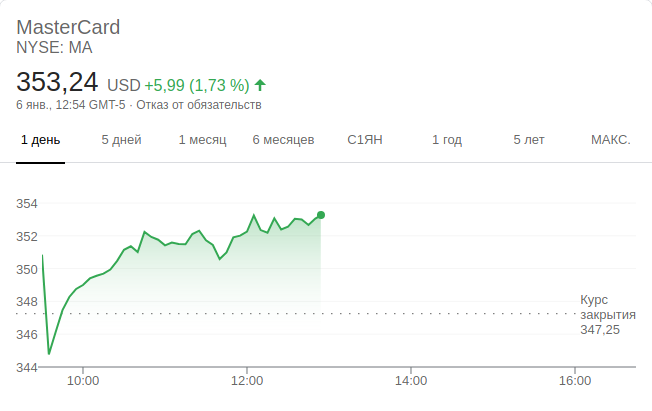 MasterCard
NYSE: MA
353,24 USD +5,99 (1,73 %)
6 янв., 12:54 GMT-5 · Отказ от обязательств
1 день 5 дней 1 месяц 6 месяцев С1ЯН 1 год 5 лет МАКС.
354
352
350
348
346
344
Курс
закрытия
347,25
10:00 12:00 14:00 16:00